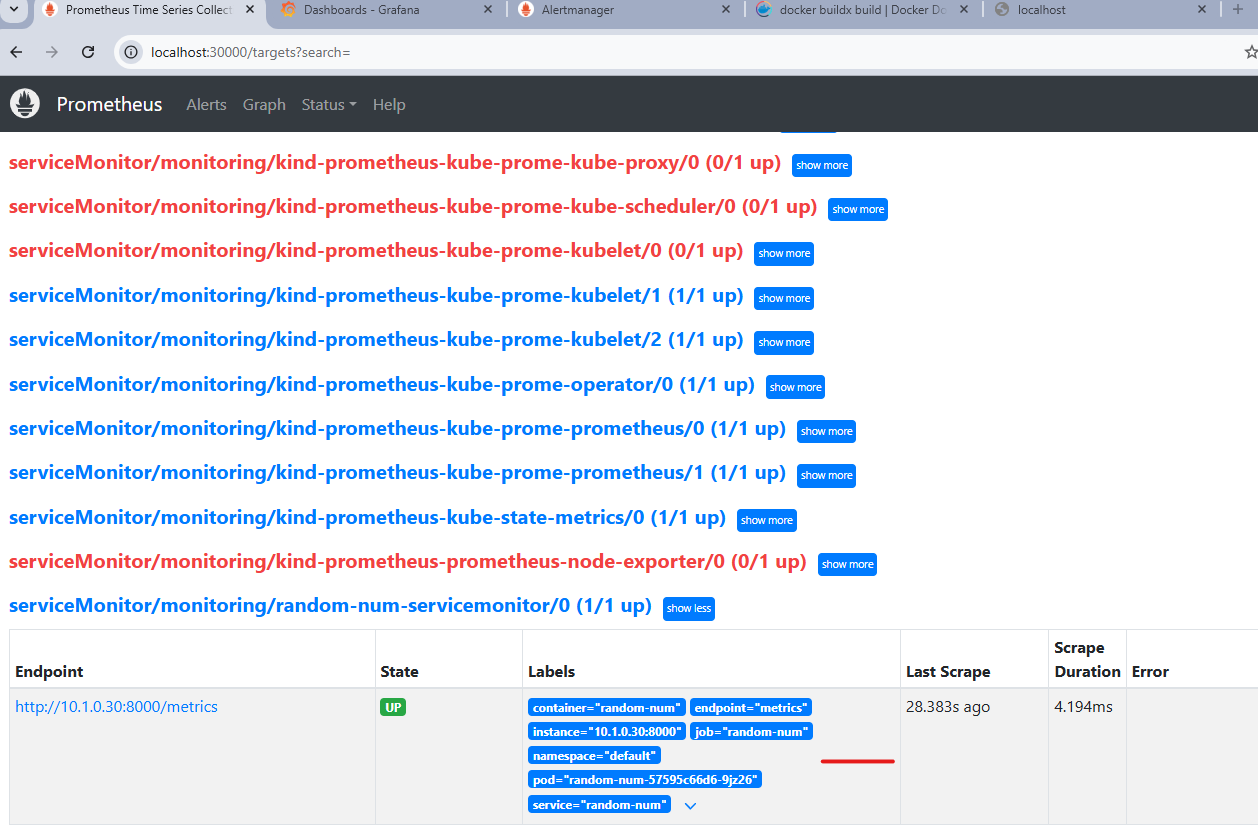 Prometheus Time Series Collect
Dashboards - Grafana
Alertmanager
docker buildx build | Docker Do
localhost
localhost:30000/targets?search=
Prometheus Alerts Graph Status Help
serviceMonitor/monitoring/kind-prometheus-kube-prome-kube-proxy/0 (0/1 up) show more
serviceMonitor/monitoring/kind-prometheus-kube-prome-kube-scheduler/0 (0/1 up) show more
serviceMonitor/monitoring/kind-prometheus-kube-prome-kubelet/0 (0/1 up) show more
serviceMonitor/monitoring/kind-prometheus-kube-prome-kubelet/1 (1/1 up) show more
serviceMonitor/monitoring/kind-prometheus-kube-prome-kubelet/2 (1/1 up) show more
serviceMonitor/monitoring/kind-prometheus-kube-prome-operator/0 (1/1 up) show more
serviceMonitor/monitoring/kind-prometheus-kube-prome-prometheus/0 (1/1 up) show more
serviceMonitor/monitoring/kind-prometheus-kube-prome-prometheus/1 (1/1 up) show more
serviceMonitor/monitoring/kind-prometheus-kube-state-metrics/0 (1/1 up) show more
serviceMonitor/monitoring/kind-prometheus-prometheus-node-exporter/0 (0/1 up) show more
serviceMonitor/monitoring/random-num-servicemonitor/0 (1/1 up) show less
Endpoint State Labels Last Scrape Scrape Duration Error
http://10.1.0.30:8000/metrics UP container="random-num" endpoint="metrics" 28.383s ago 4.194ms
instance="10.1.0.30:8000" job="random-num"
namespace="default"
pod="random-num-57595c66d6-9jz26"
service="random-num"